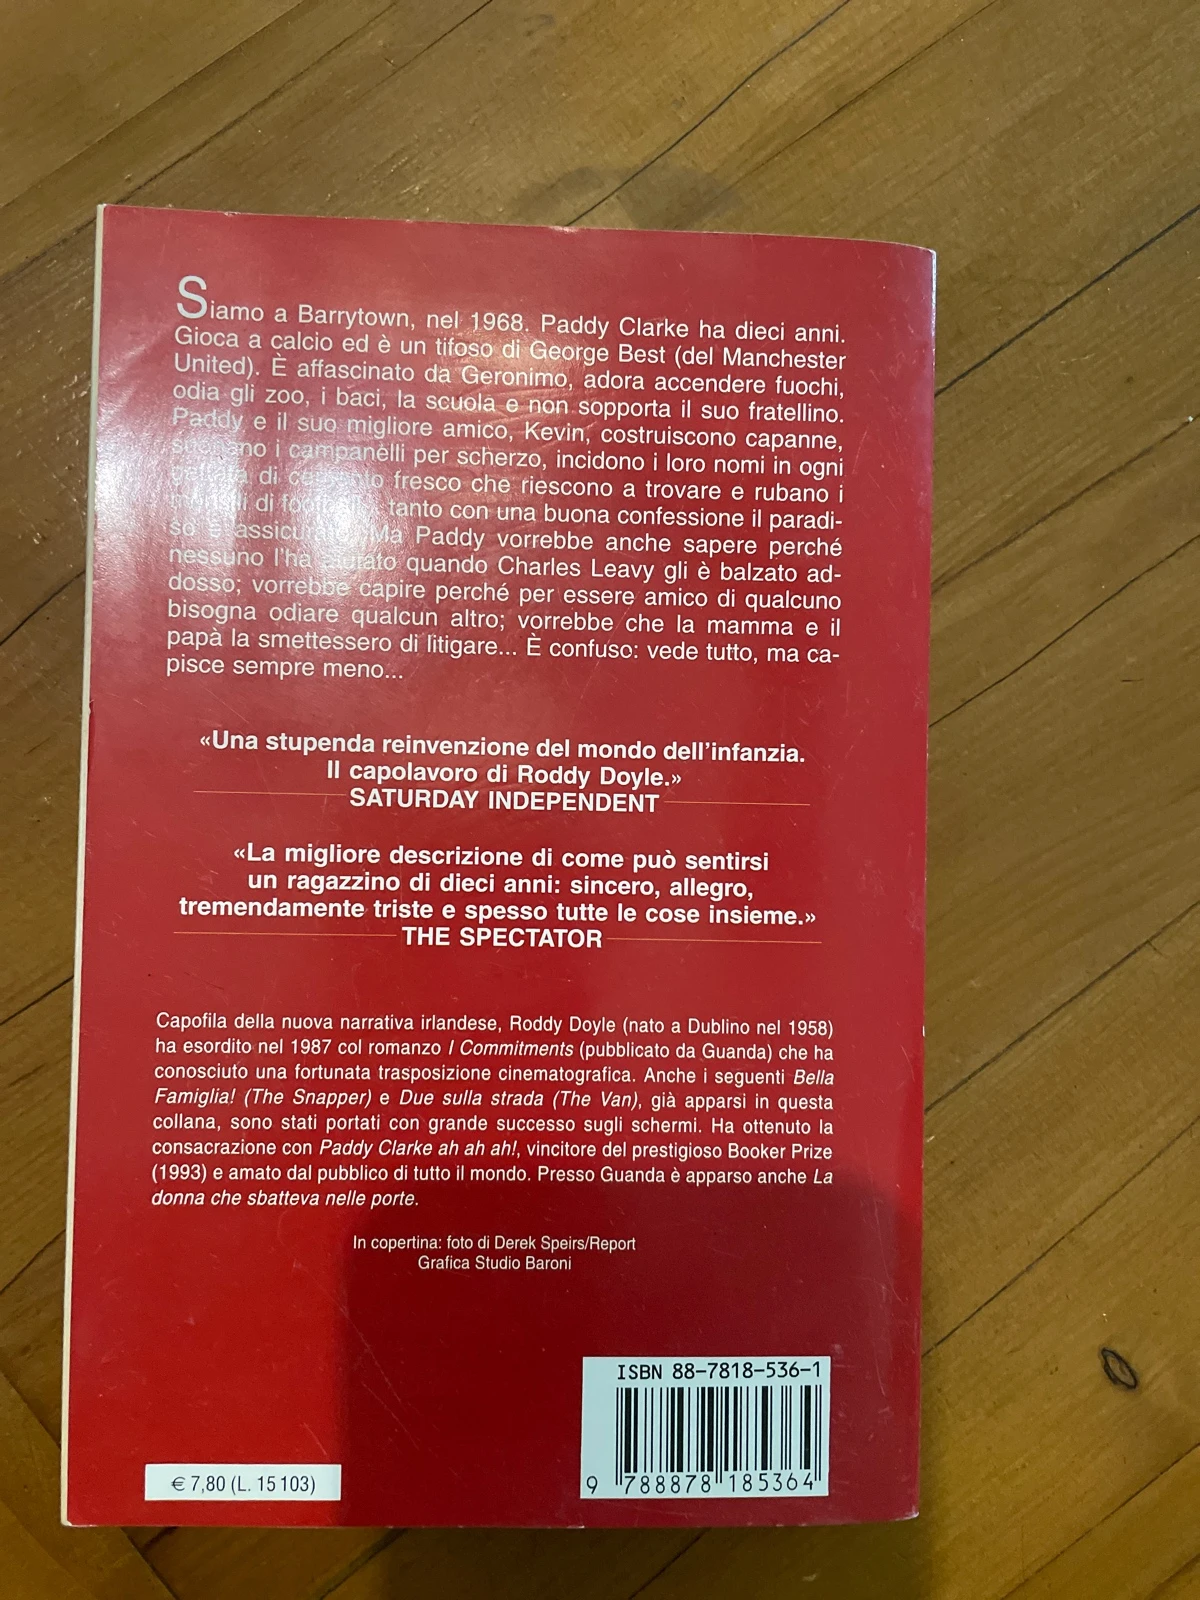 Siamo a Barrytown, nel 1968. Paddy Clarke ha dieci anni.
Gioca a calcio ed è un tifoso di George Best (del Manchester
United). È affascinato da Geronimo, adora accendere fuochi,
odia gli zoo, i baci, la scuola e non sopporta il suo fratellino.
Paddy e il suo migliore amico, Kevin, costruiscono capanne,
suonano i campanèlli per scherzo, incidono i loro nomi in ogni
gettata di cemento fresco che riescono a trovare e rubano i
di tanto con una buona confessione il paradi-
so è assicurato. Ma Paddy vorrebbe anche sapere perché
nessuno l'ha aiutato quando Charles Leavy gli è balzato ad-
dosso; vorrebbe capire perché per essere amico di qualcuno
bisogna odiare qualcun altro; vorrebbe che la mamma e il
papà la smettessero di litigare... È confuso: vede tutto, ma ca-
pisce sempre meno...
«Una stupenda reinvenzione del mondo dell'infanzia.
Il capolavoro di Roddy Doyle.»
SATURDAY INDEPENDENT
«La migliore descrizione di come può sentirsi
un ragazzino di dieci anni: sincero, allegro,
tremendamente triste e spesso tutte le cose insieme.»
THE SPECTATOR
Capofila della nuova narrativa irlandese, Roddy Doyle (nato a Dublino nel 1958)
ha esordito nel 1987 col romanzo I Commitments (pubblicato da Guanda) che ha
conosciuto una fortunata trasposizione cinematografica. Anche i seguenti Bella
Famiglia! (The Snapper) e Due sulla strada (The Van), già apparsi in questa
collana, sono stati portati con grande successo sugli schermi. Ha ottenuto la
consacrazione con Paddy Clarke ah ah ah!, vincitore del prestigioso Booker Prize
(1993) e amato dal pubblico di tutto il mondo. Presso Guanda è apparso anche La
donna che sbatteva nelle porte.
In copertina: foto di Derek Speirs/Report
Grafica Studio Baroni
ISBN 88-7818-536-1
9 788878 185364
€ 7,80 (L. 15 103)